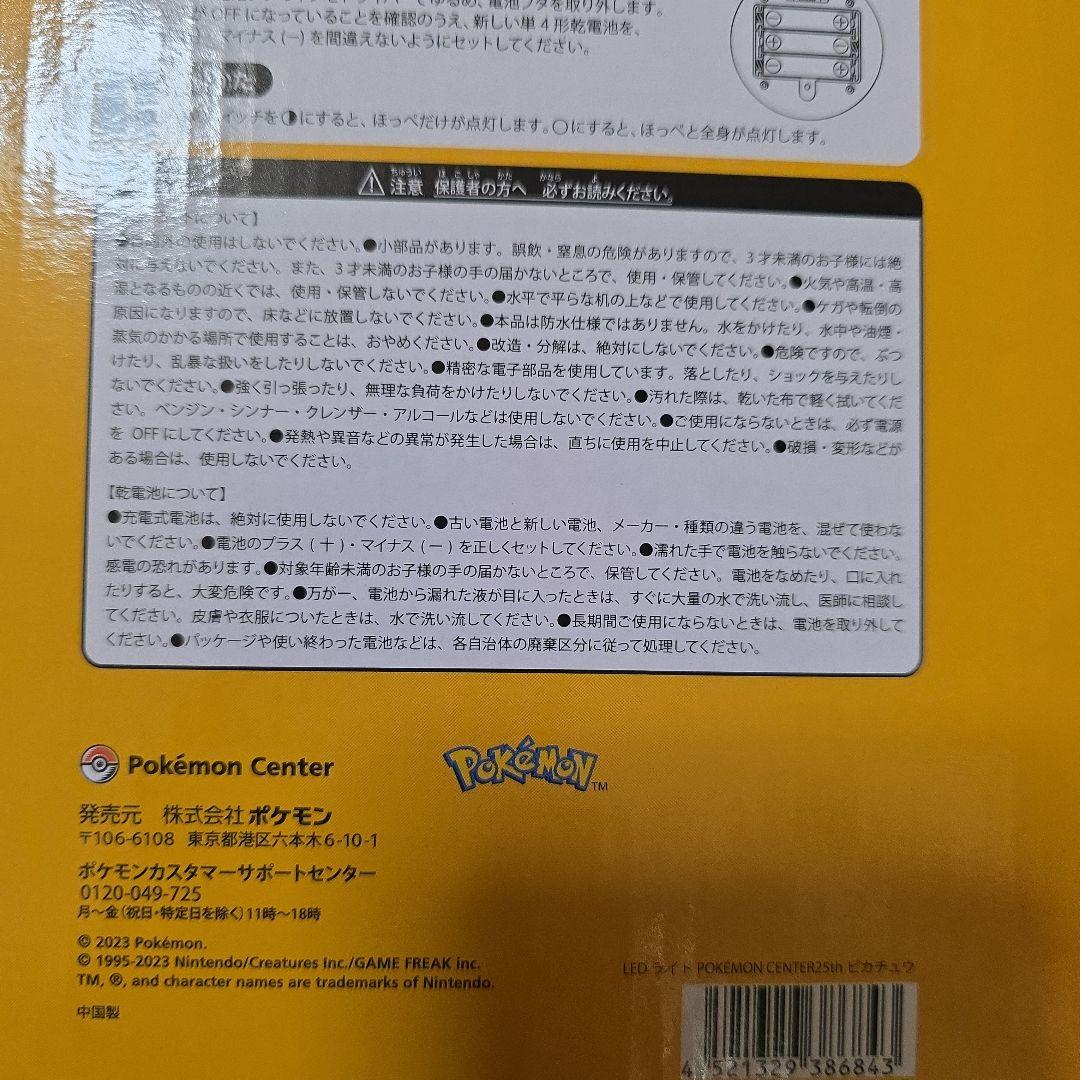 ゆるめ、電池フタを取り外します。
がOFFになっていることを確認のうえ、新しい単4形乾電池を、
マイナス(−)を間違えないようにセットしてください。
かた
イッチを◑にすると、ほっぺだけが点灯します。○にすると、ほっぺと全身が点灯します。
注意 保護者の方へ 必ずお読みください。
について】
の使用はしないでください。●小部品があります。誤飲・窒息の危険がありますので、3才未満のお子様には絶
対に与えないでください。また、3才未満のお子様の手の届かないところで、使用・保管してください。●火気や高温・高
湿となるものの近くでは、使用・保管しないでください。●水平で平らな机の上などで使用してください。●ケガや転倒の
原因になりますので、床などに放置しないでください。●本品は防水仕様ではありません。水をかけたり、水中や油煙・
蒸気のかかる場所で使用することは、おやめください。●改造・分解は、絶対にしないでください。●危険ですので、ぶつ
けたり、乱暴な扱いをしたりしないでください。●精密な電子部品を使用しています。落としたり、ショックを与えたりし
ないでください。●強く引っ張ったり、無理な負荷をかけたりしないでください。●汚れた際は、乾いた布で軽く拭いてくだ
さい。ベンジン・シンナー・クレンザー・アルコールなどは使用しないでください。●ご使用にならないときは、必ず電源
を OFFにしてください。●発熱や異音などの異常が発生した場合は、直ちに使用を中止してください。●破損・変形などが
ある場合は、使用しないでください。
【乾電池について】
●充電式電池は、絶対に使用しないでください。●古い電池と新しい電池、メーカー・種類の違う電池を、混ぜて使わな
いでください。●電池のプラス(＋)・マイナス(−)を正しくセットしてください。●濡れた手で電池を触らないでください。
感電の恐れがあります。●対象年齢未満のお子様の手の届かないところで、保管してください。電池をなめたり、口に入れ
たりすると、大変危険です。●万が一、電池から漏れた液が目に入ったときは、すぐに大量の水で洗い流し、医師に相談し
てください。皮膚や衣服についたときは、水で洗い流してください。●長期間ご使用にならないときは、電池を取り外して
ください。●パッケージや使い終わった電池などは、各自治体の廃棄区分に従って処理してください。
Pokémon Center
POKéMON TM
発売元 株式会社ポケモン
〒106-6108 東京都港区六本木6-10-1
ポケモンカスタマーサポートセンター
0120-049-725
月～金(祝日・特定日を除く)11時～18時
© 2023 Pokémon.
© 1995-2023 Nintendo/Creatures Inc./GAME FREAK inc.
TM, ®, and character names are trademarks of Nintendo.
中国製
LED ライト POKÉMON CENTER25th ピカチュウ
4 521329 386843